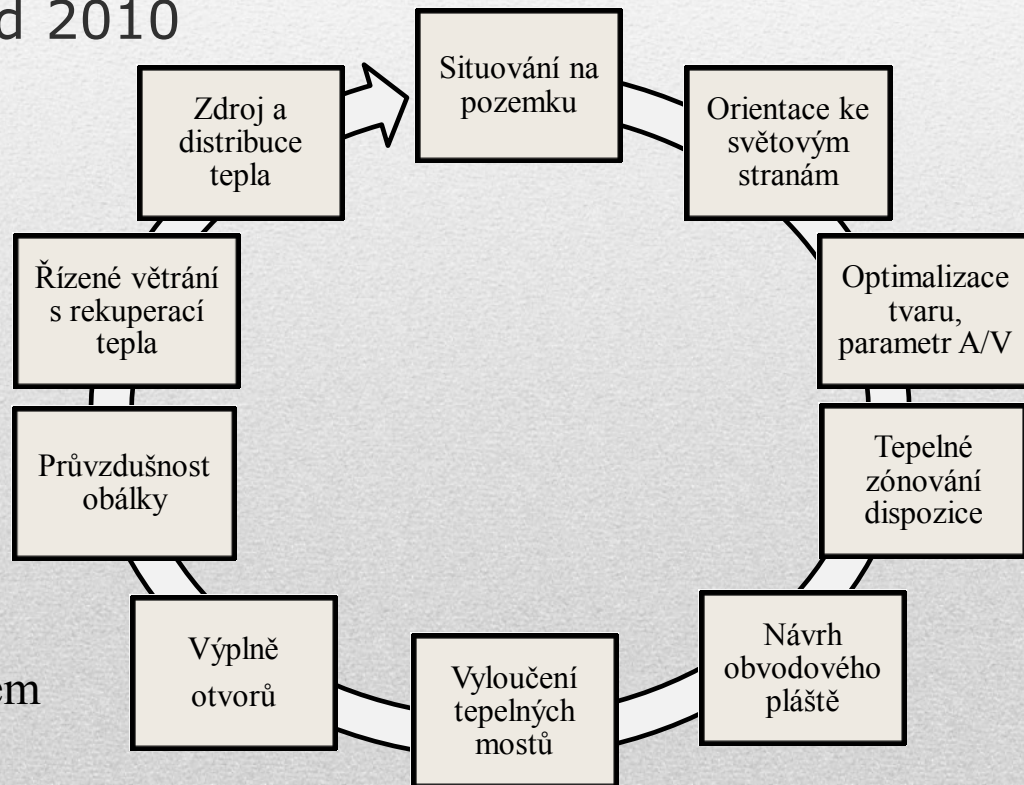 d 2010
Situování na
pozemku
Orientace ke
světovým
stranám
Optimalizace
tvaru,
parametr A/V
Tepelné
zónování
dispozice
Návrh
obvodového
pláště
Vyloučení
tepelných
mostů
Výplně
otvorů
Průvzdušnost
obálky
Řízené větrání
s rekuperací
tepla
Zdroj a
distribuce
tepla
em